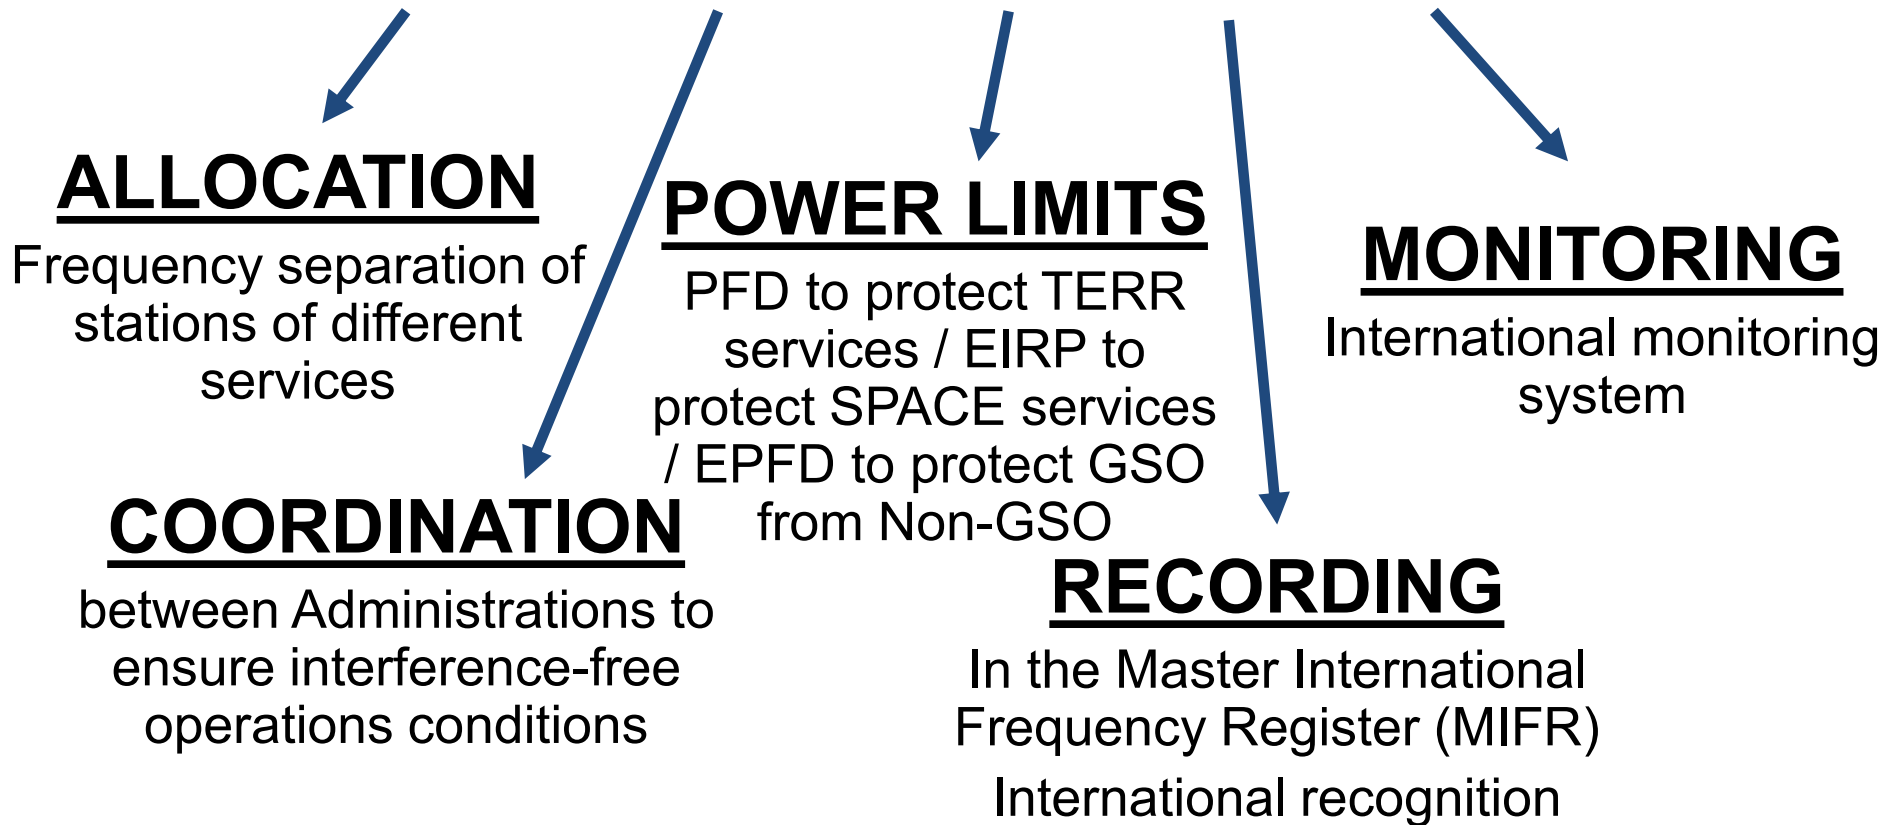 ALLOCATION
Frequency separation of
stations of different
services
COORDINATION
between Administrations to
ensure interference-free
operations conditions
POWER LIMITS
PFD to protect TERR
services / EIRP to
protect SPACE services
/ EPFD to protect GSO
from Non-GSO
RECORDING
In the Master International
Frequency Register (MIFR)
International recognition
MONITORING
International monitoring
system